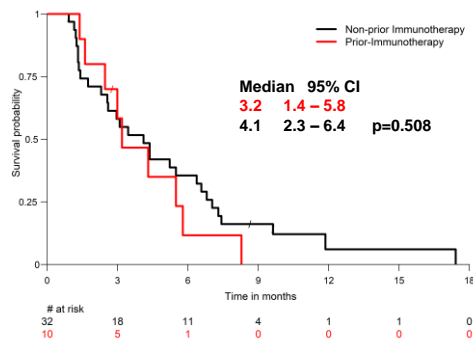 Non-prior Immunotherapy
Prior-Immunotherapy
Median 95% CI
3.2 1.4 – 5.8
4.1 2.3 – 6.4 p=0.508
Survival probability
1
0.75
0.5
0.25
0
0 3 6 9 12 15 18
Time in months
# at risk
32 18 11 4 1 1 0
10 5 1 0 0 0 0